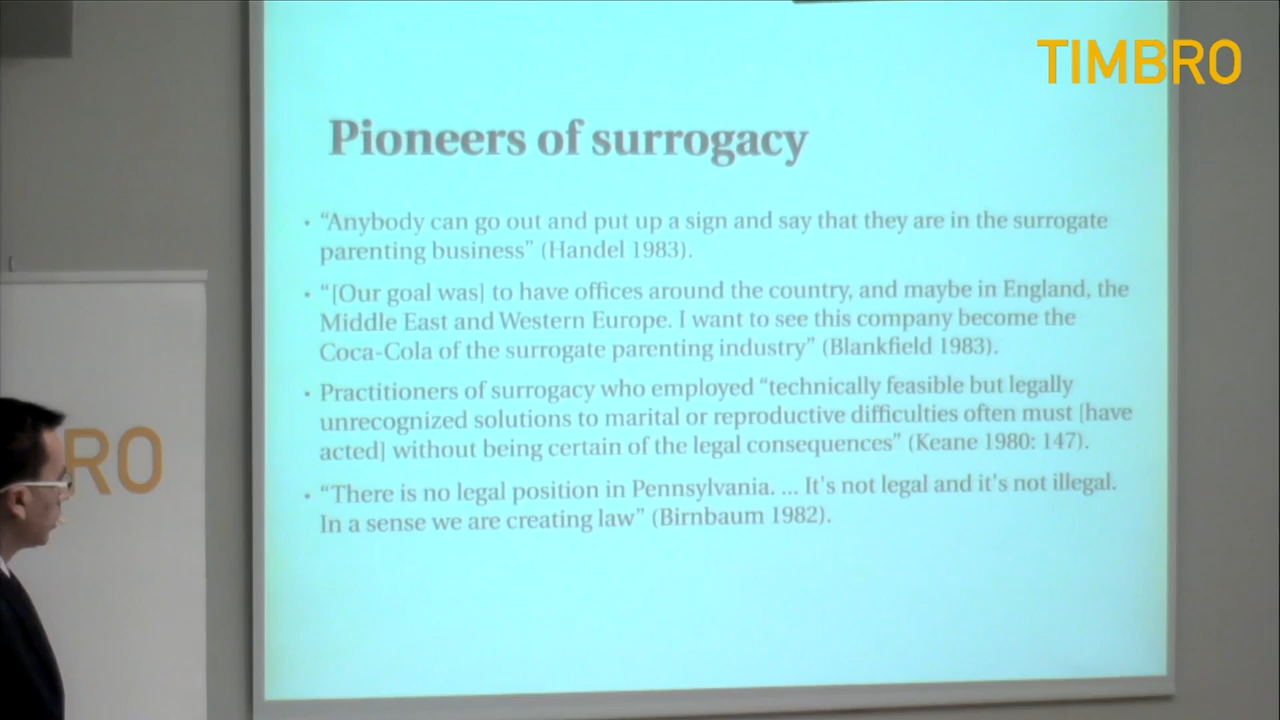 TIMBRO
Pioneers of surrogacy
• “Anybody can go out and put up a sign and say that they are in the surrogate
parenting business” (Handel 1983).
• “[Our goal was] to have offices around the country, and maybe in England, the
Middle East and Western Europe. I want to see this company become the
Coca-Cola of the surrogate parenting industry” (Blankfield 1983).
• Practitioners of surrogacy who employed “technically feasible but legally
unrecognized solutions to marital or reproductive difficulties often must [have
acted] without being certain of the legal consequences” (Keane 1980: 147).
• “There is no legal position in Pennsylvania. ... It's not legal and it's not illegal.
In a sense we are creating law” (Birnbaum 1982).
RO